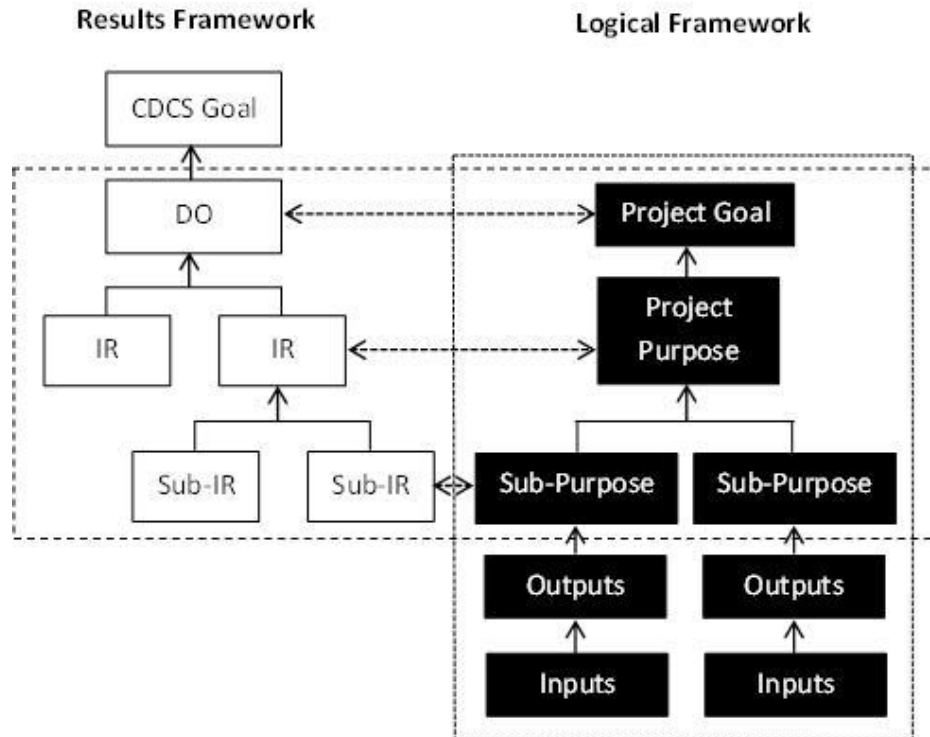 Results Framework
Logical Framework
CDCS Goal
DO
Project Goal
IR
IR
Project
Purpose
Sub-IR
Sub-IR
Sub-Purpose
Sub-Purpose
Outputs
Outputs
Inputs
Inputs